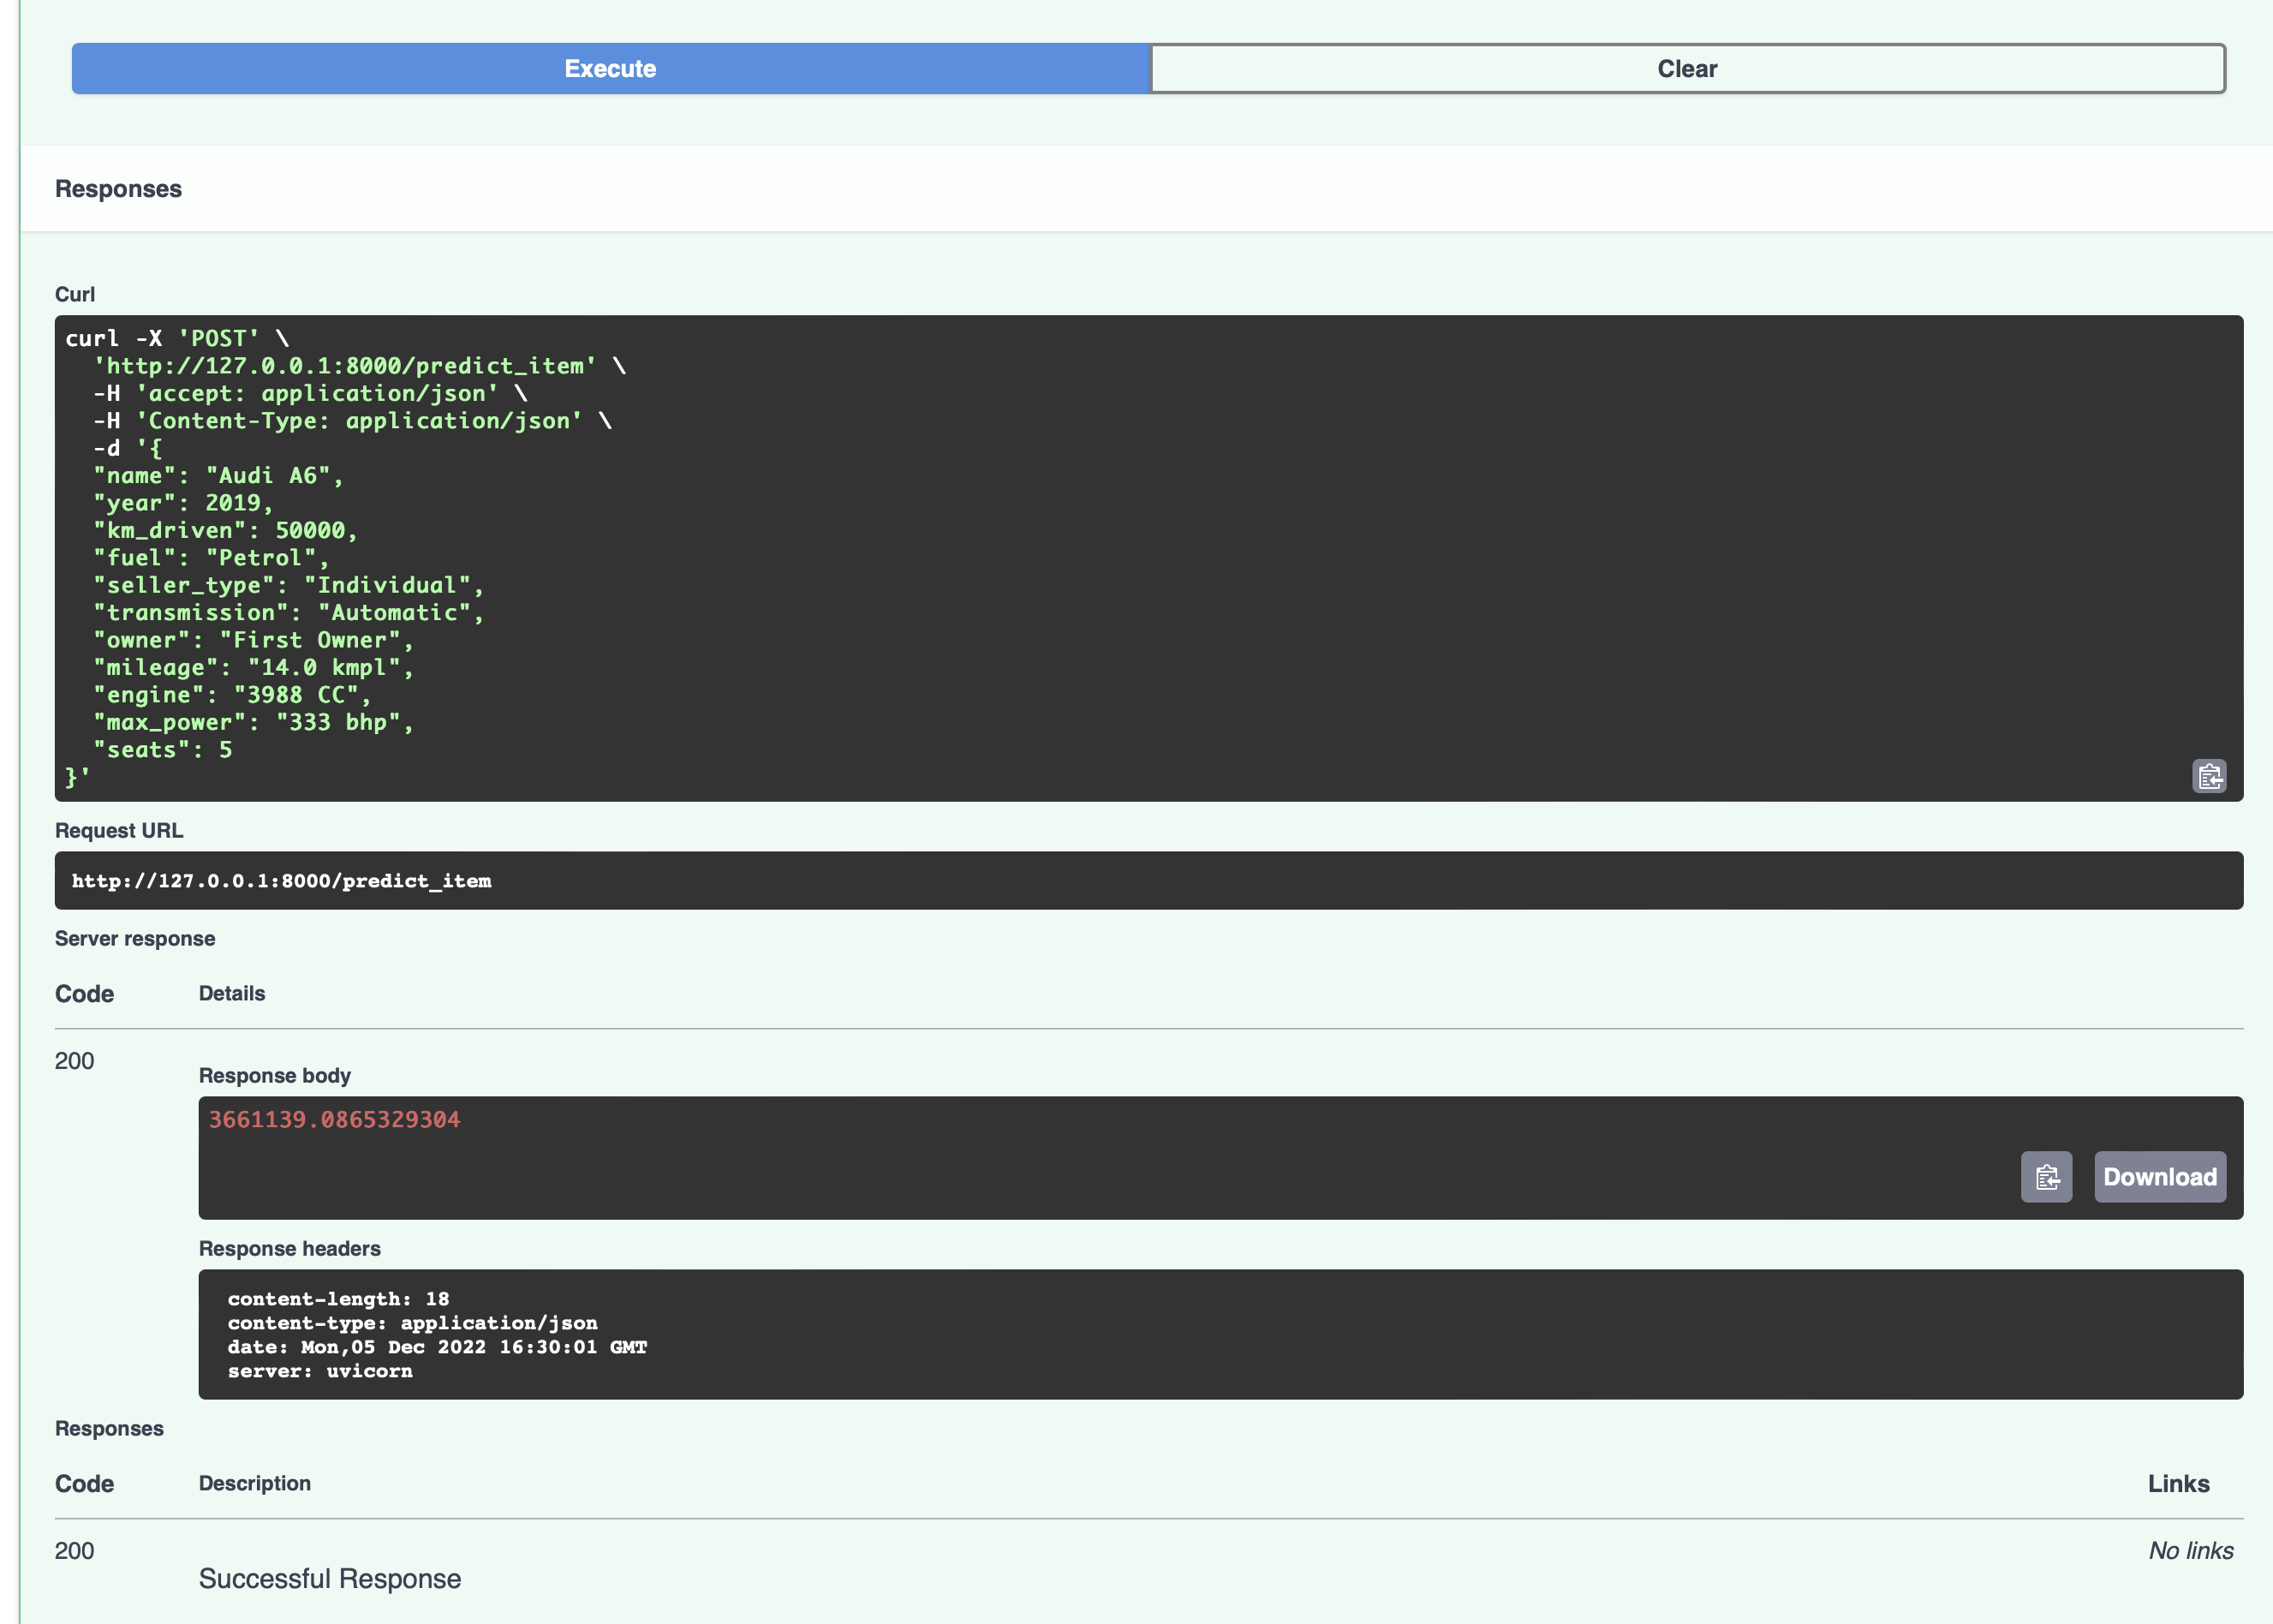 Execute
Clear
Responses
Curl
curl -X 'POST' \
  'http://127.0.0.1:8000/predict_item' \
  -H 'accept: application/json' \
  -H 'Content-Type: application/json' \
  -d '{
  "name": "Audi A6",
  "year": 2019,
  "km_driven": 50000,
  "fuel": "Petrol",
  "seller_type": "Individual",
  "transmission": "Automatic",
  "owner": "First Owner",
  "mileage": "14.0 kmpl",
  "engine": "3988 CC",
  "max_power": "333 bhp",
  "seats": 5
}'
Request URL
http://127.0.0.1:8000/predict_item
Server response
Code Details
200
Response body
3661139.0865329304
Download
Response headers
content-length: 18
content-type: application/json
date: Mon,05 Dec 2022 16:30:01 GMT
server: uvicorn
Responses
Code Description Links
200 No links
Successful Response